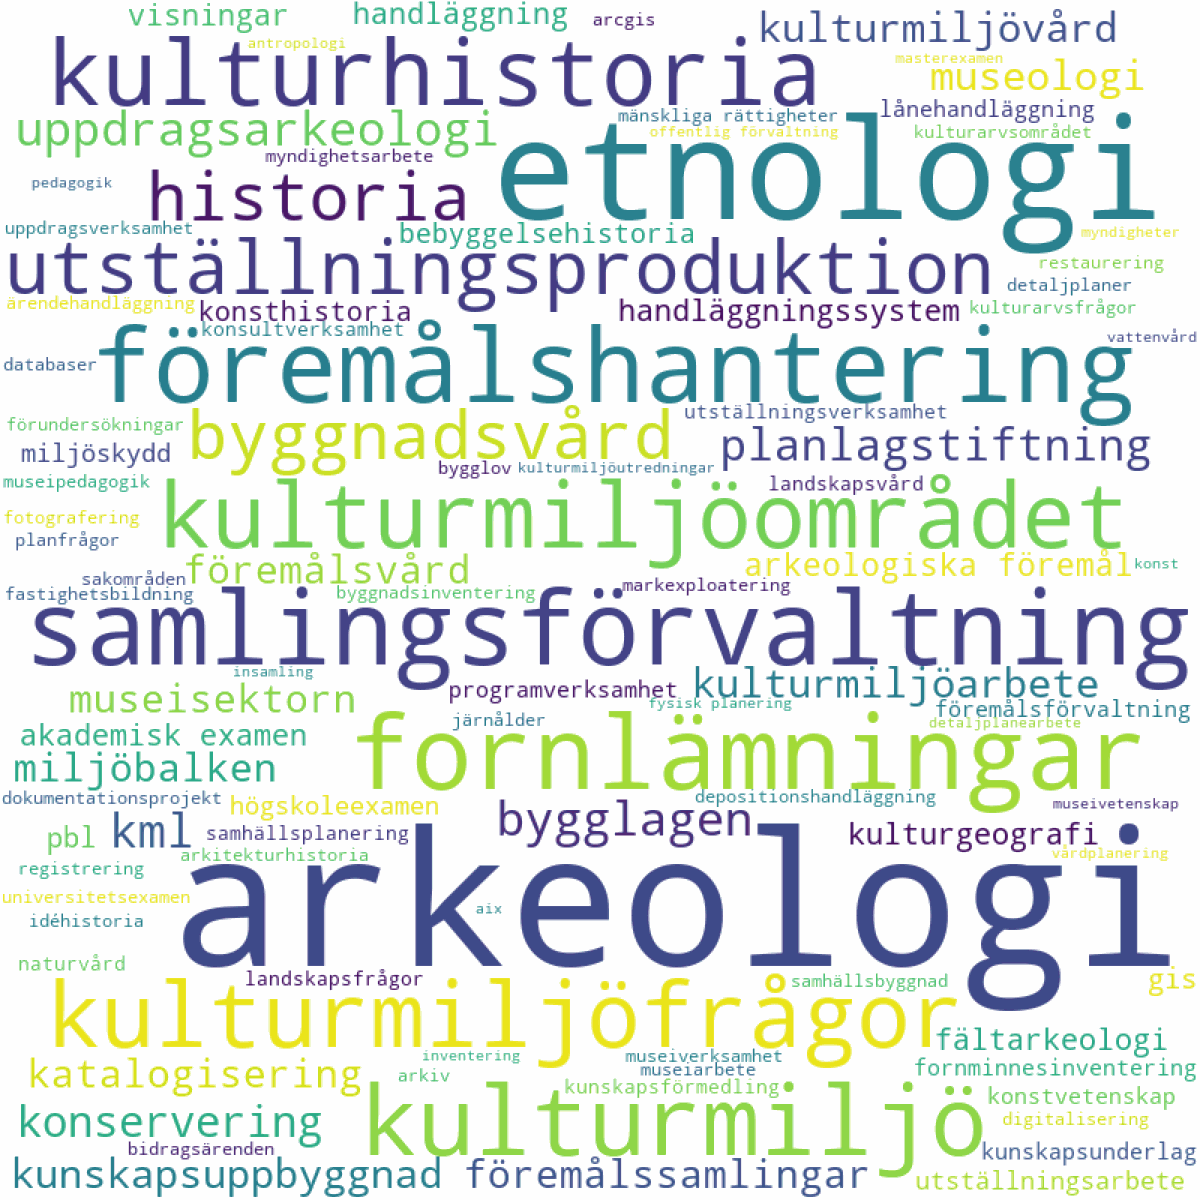 visningar
handläggning
arcgis
kulturmiljövård
antropologi
kulturhistoria
masterexamen
museologi
uppdragsarkeologi
mänskliga rättigheter
lånehandläggning
offentlig förvaltning
kulturarvsområdet
etnologi
myndighetsarbete
pedagogik
historia
uppdragsverksamhet
bebyggelsehistoria
myndigheter
utställningsproduktion
restaurering
detaljplaner
ärendehandläggning
konsthistoria
handläggningssystem
kulturarvsfrågor
konsultverksamhet
databaser
föremålshantering
vattenvård
förundersökningar
byggnadsvård
utställningsverksamhet
planlagstiftning
miljöskydd
bygglov
kulturmiljöutredningar
museipedagogik
landskapsvård
kulturmiljöområdet
fotografering
planfrågor
föremålsvård
arkeologiska föremål
konst
sakområden
fastighetsbildning
byggnadsinventering
markexploatering
samlingsförvaltning
insamling
museisektorn
programverksamhet
kulturmiljöarbete
fysisk planering
föremålsförvaltning
järnålder
detaljplanearbete
akademisk examen
fornlämningar
miljöbalken
dokumentationsprojekt
högskoleexamen
depositionshandläggning
museivetenskap
pbl
kml
samhällsplanering
bygglagen
kulturgeografi
arkitekturhistoria
vårdplanering
registrering
arkeologi
universitetsexamen
aix
idéhistoria
naturvård
landskapsfrågor
samhällsbyggnad
gis
kulturmiljöfrågor
fältarkeologi
inventering
museiverksamhet
fornminnesinventering
katalogisering
arkiv
museiarbete
kunskapsförmedling
konstvetenskap
konservering
kulturmiljö
digitalisering
bidragsärenden
kunskapsunderlag
kunskapsuppbyggnad
föremålssamlingar
utställningsarbete